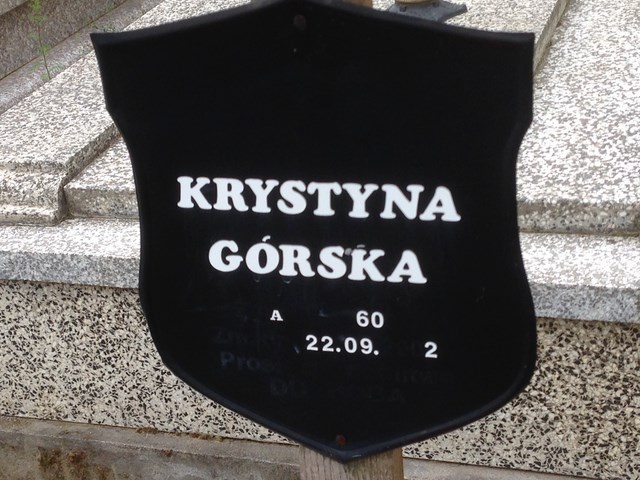 KRYSTYNA
GÓRSKA
A 60
22.09. 2